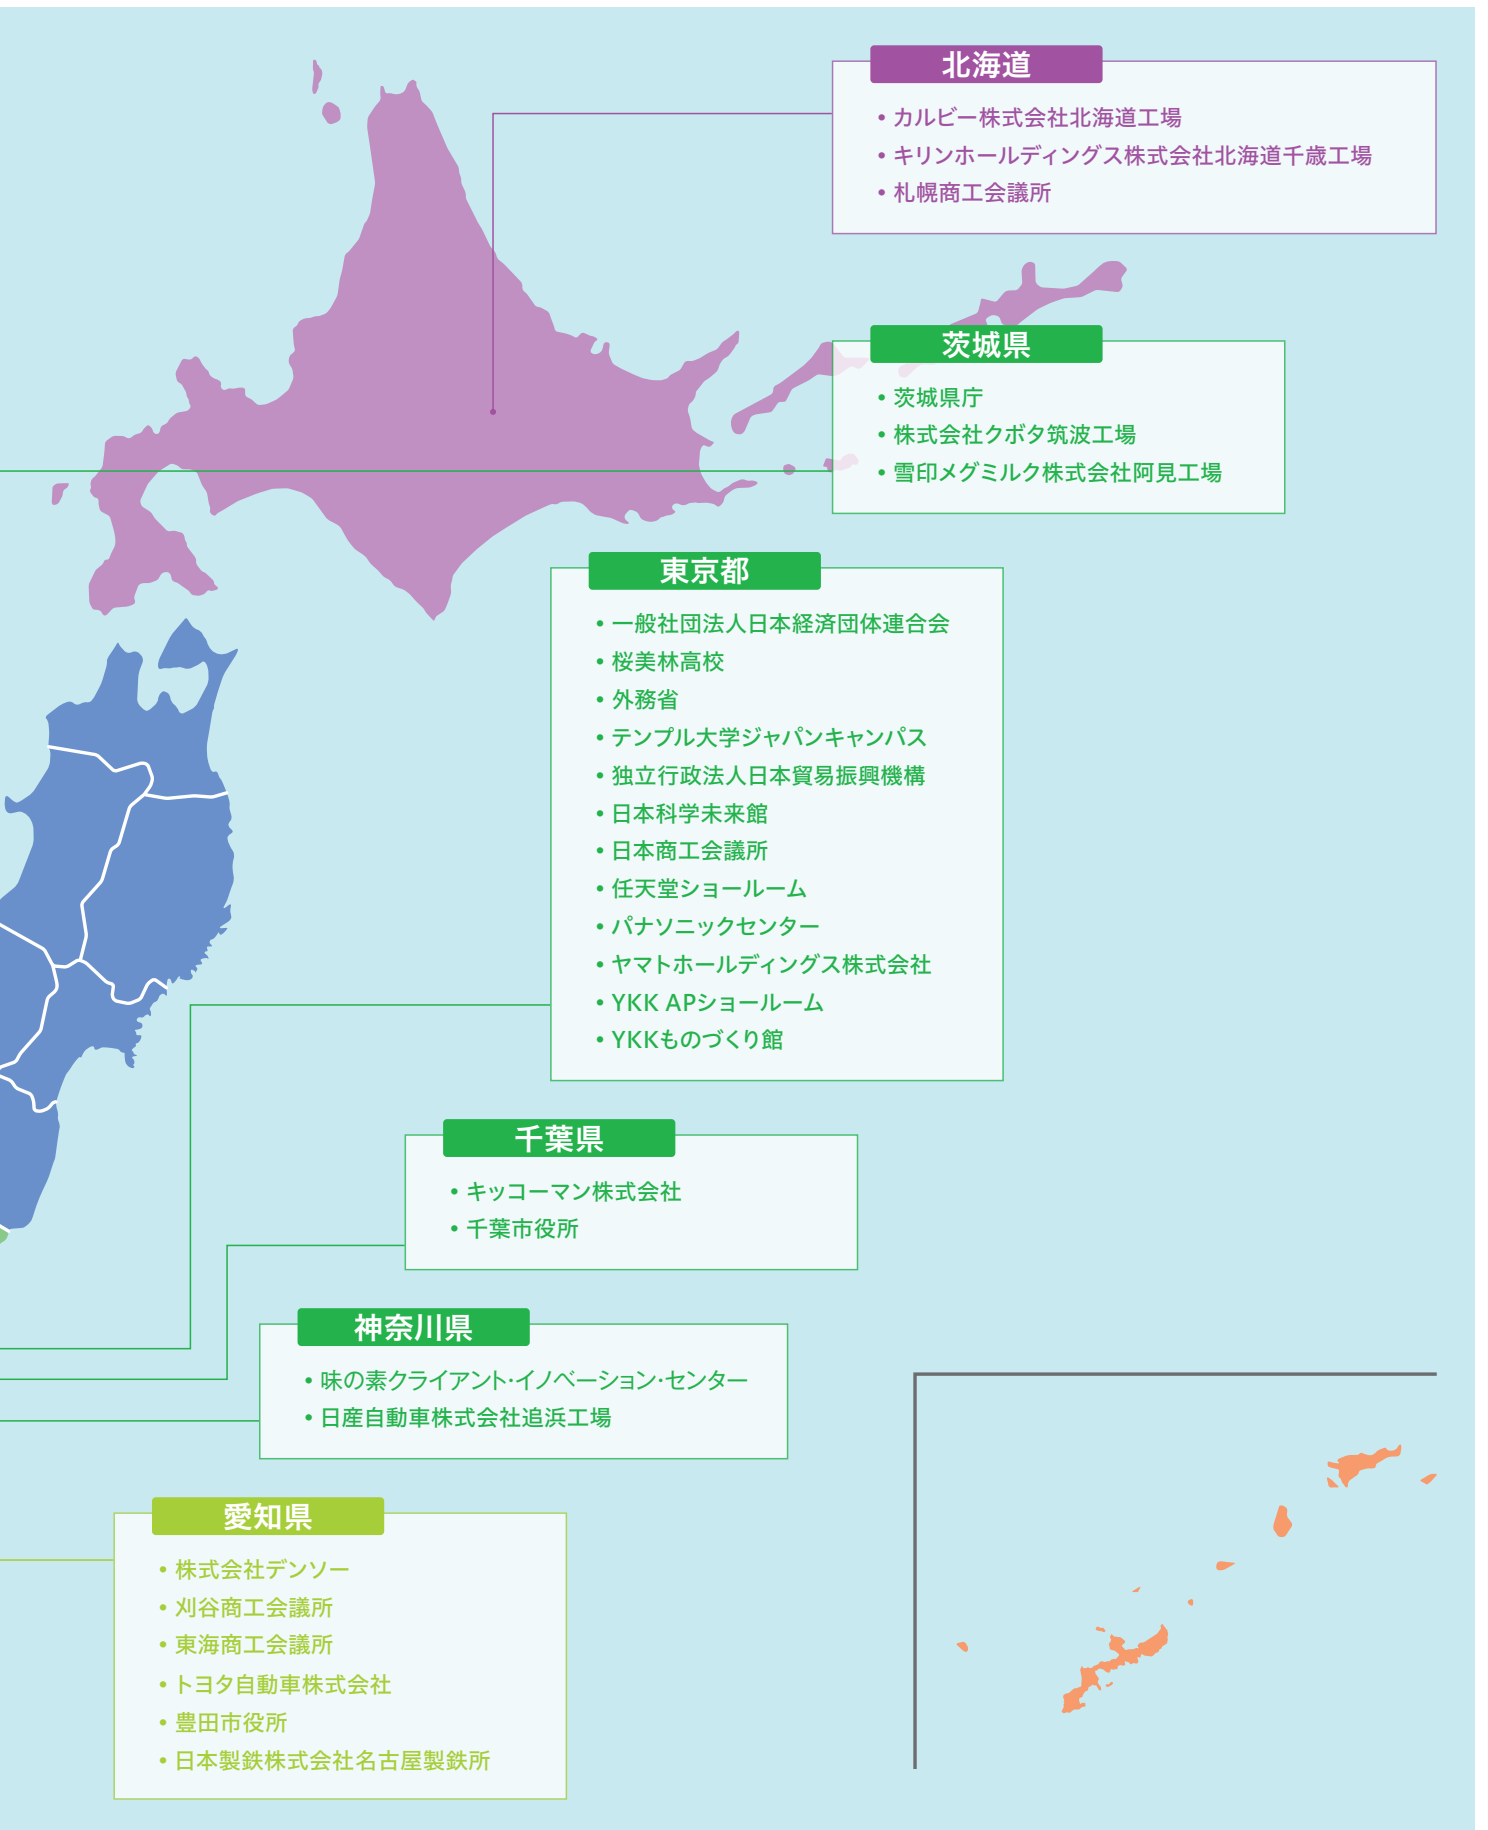 北海道
• カルビー株式会社北海道工場
• キリンホールディングス株式会社北海道千歳工場
• 札幌商工会議所
茨城県
• 茨城県庁
• 株式会社クボタ筑波工場
• 雪印メグミルク株式会社阿見工場
東京都
• 一般社団法人日本経済団体連合会
• 桜美林高校
• 外務省
• テンプル大学ジャパンキャンパス
• 独立行政法人日本貿易振興機構
• 日本科学未来館
• 日本商工会議所
• 任天堂ショールーム
• パナソニックセンター
• ヤマトホールディングス株式会社
• YKK APショールーム
• YKKものづくり館
千葉県
• キッコーマン株式会社
• 千葉市役所
神奈川県
• 味の素クライアント･イノベーション･センター
• 日産自動車株式会社追浜工場
愛知県
• 株式会社デンソー
• 刈谷商工会議所
• 東海商工会議所
• トヨタ自動車株式会社
• 豊田市役所
• 日本製鉄株式会社名古屋製鉄所